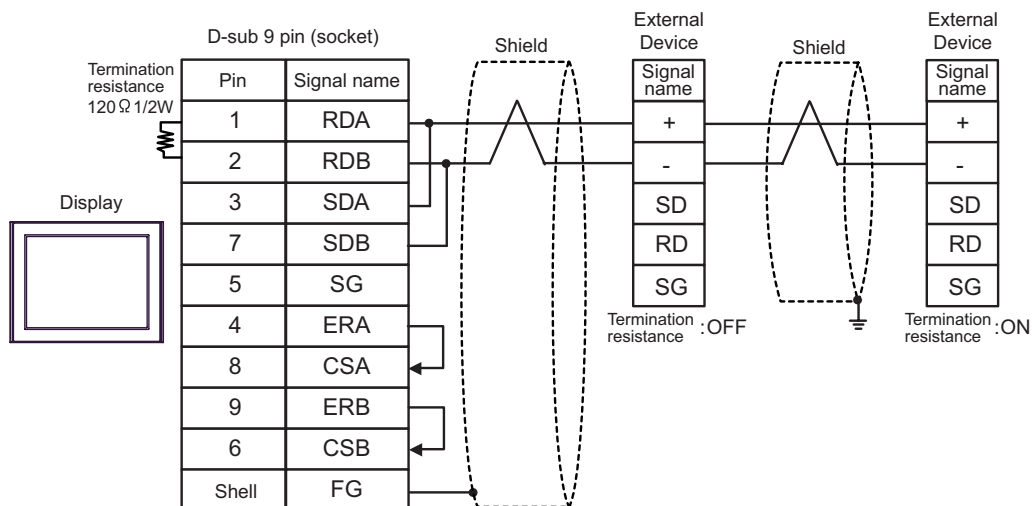 D-sub 9 pin (socket)
Termination
resistance
120Ω 1/2W
Pin Signal name
1 RDA
2 RDB
3 SDA
7 SDB
5 SG
4 ERA
8 CSA
9 ERB
6 CSB
Shell FG
Display
Shield
External
Device
Signal
name
+
-
SD
RD
SG
Termination
resistance :OFF
Shield
External
Device
Signal
name
+
-
SD
RD
SG
Termination
resistance :ON